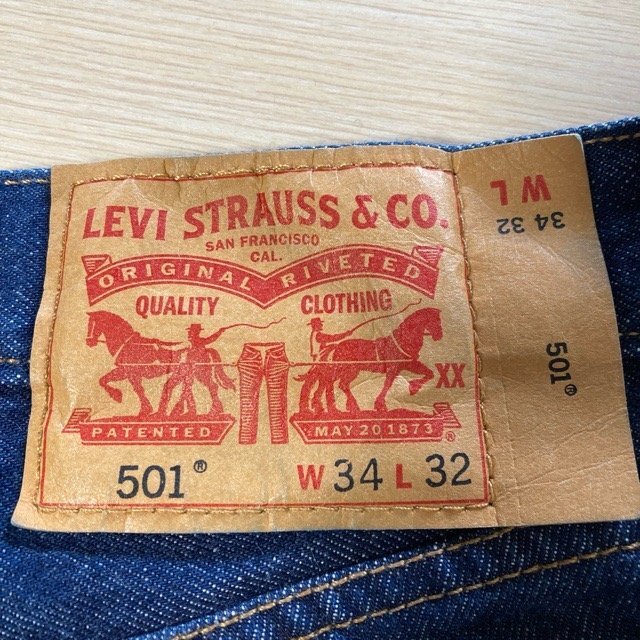 LEVI STRAUSS & CO.
SAN FRANCISCO
CAL.
ORIGINAL RIVETED
QUALITY CLOTHING
XX
PATENTED MAY 20 1873 ®
501® W 34 L 32
W L
34 32
501®